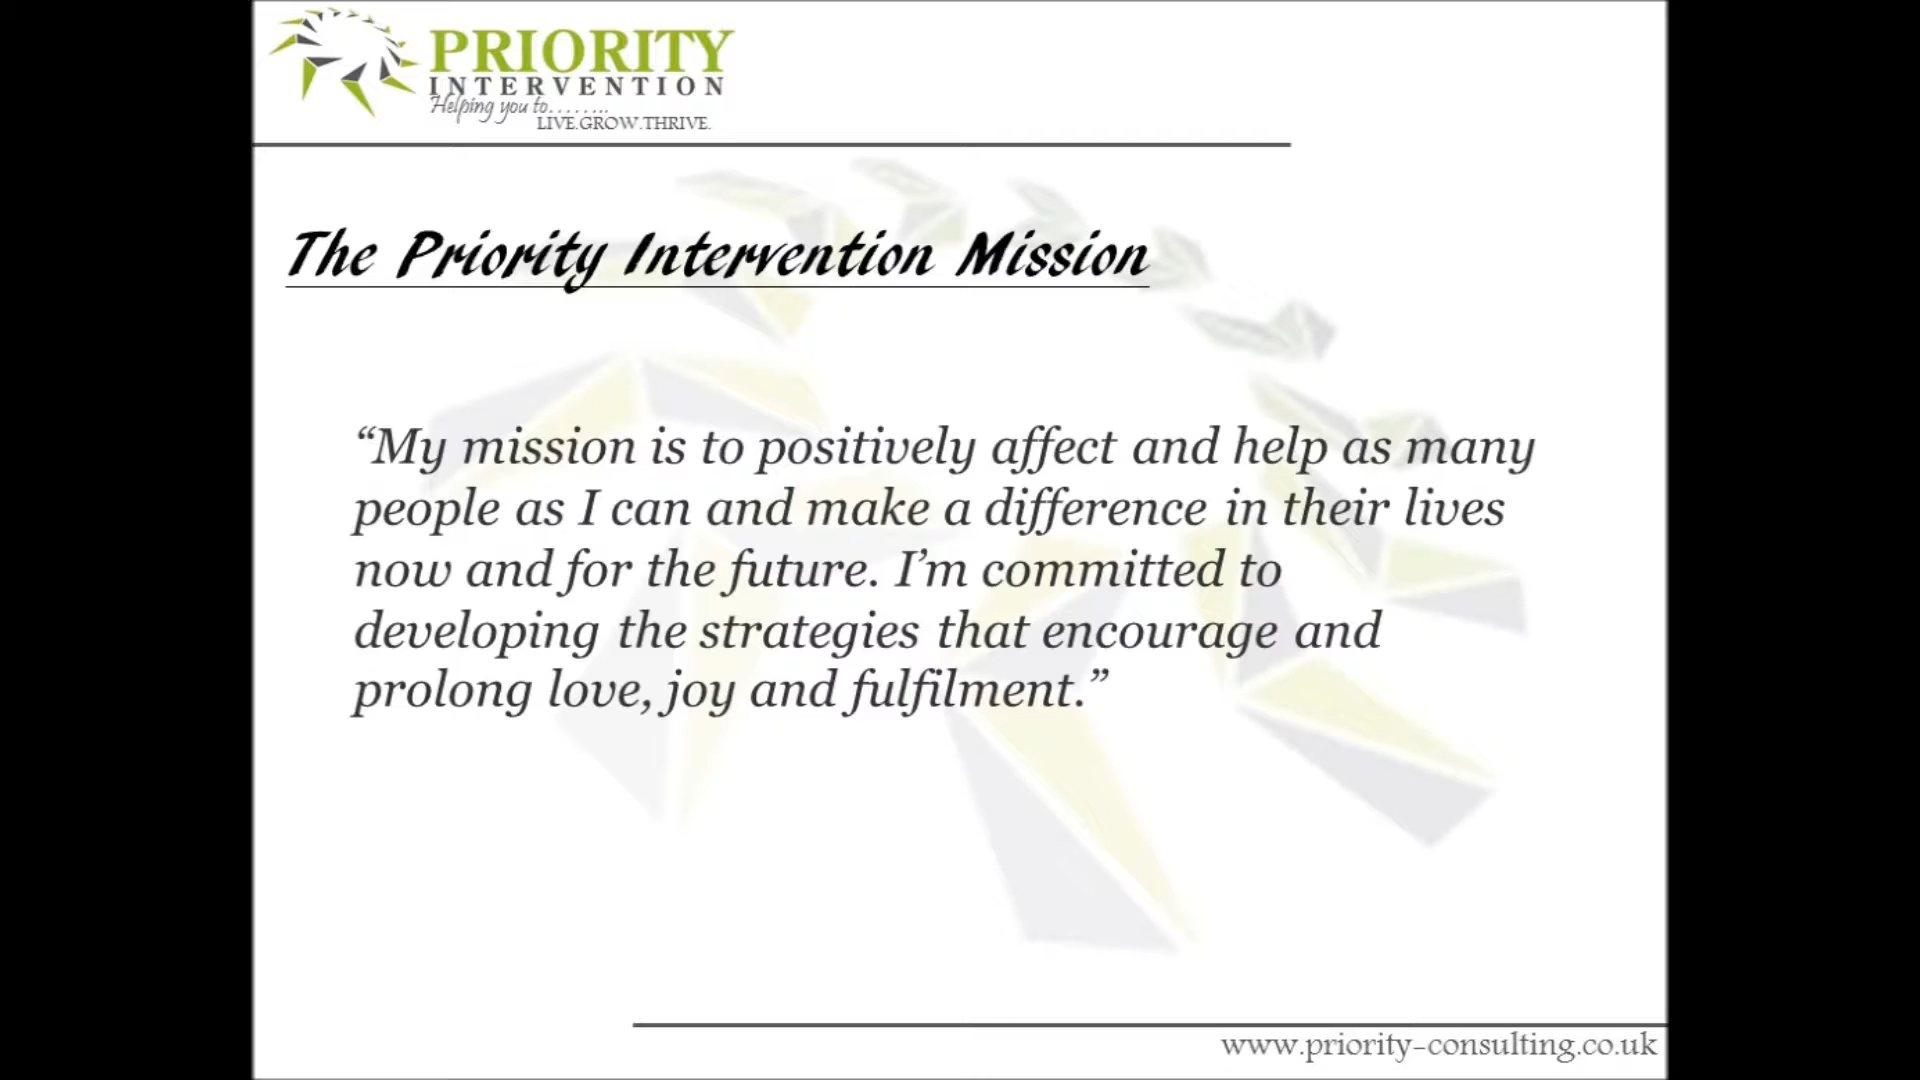 PRIORITY
INTERVENTION
Helping you to........
LIVE.GROW.THRIVE.
The Priority Intervention Mission
“My mission is to positively affect and help as many
people as I can and make a difference in their lives
now and for the future. I’m committed to
developing the strategies that encourage and
prolong love, joy and fulfilment.”
www.priority-consulting.co.uk